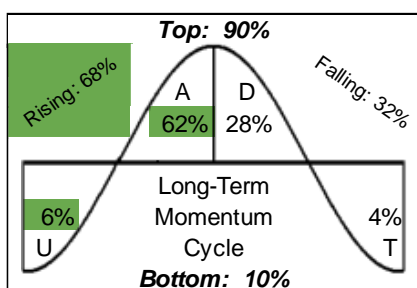 Top: 90%
Rising: 68%
Falling: 32%
A D
62% 28%
Long-Term
6% Momentum 4%
U Cycle T
Bottom: 10%